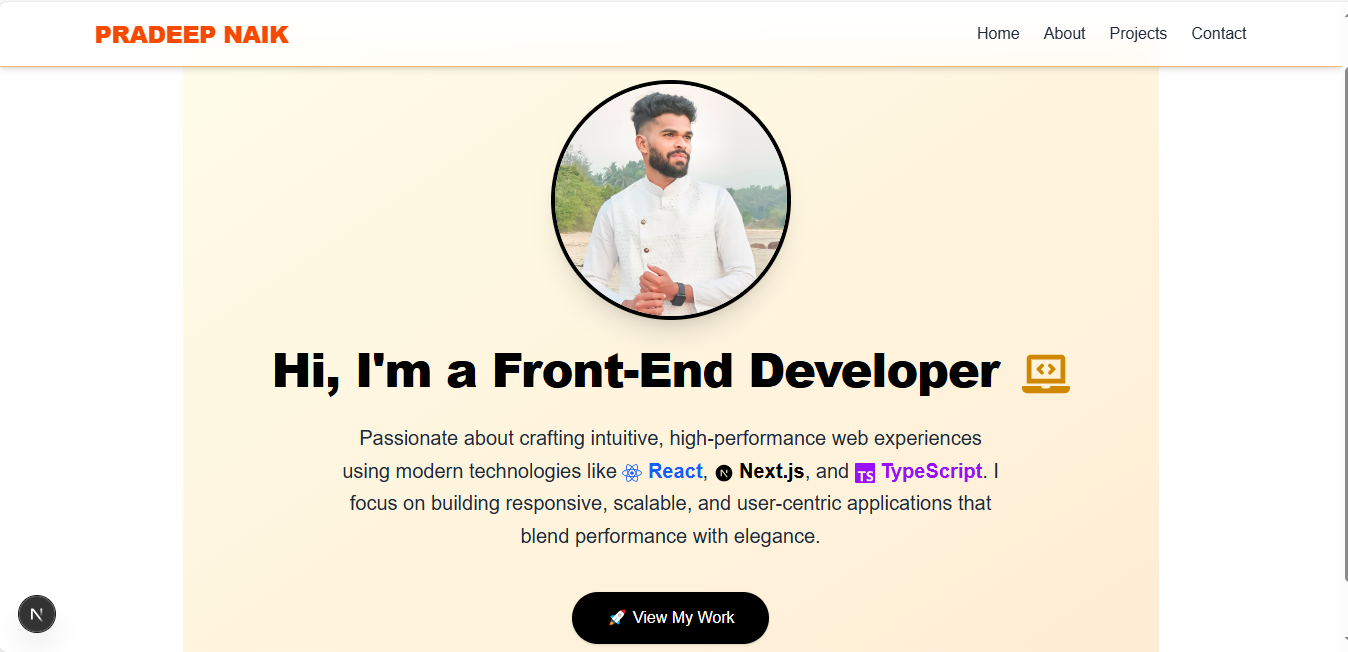 PRADEEP NAIK
Home About Projects Contact
Hi, I'm a Front-End Developer
Passionate about crafting intuitive, high-performance web experiences
using modern technologies like React, N Next.js, and TS TypeScript. I
focus on building responsive, scalable, and user-centric applications that
blend performance with elegance.
N
🚀 View My Work